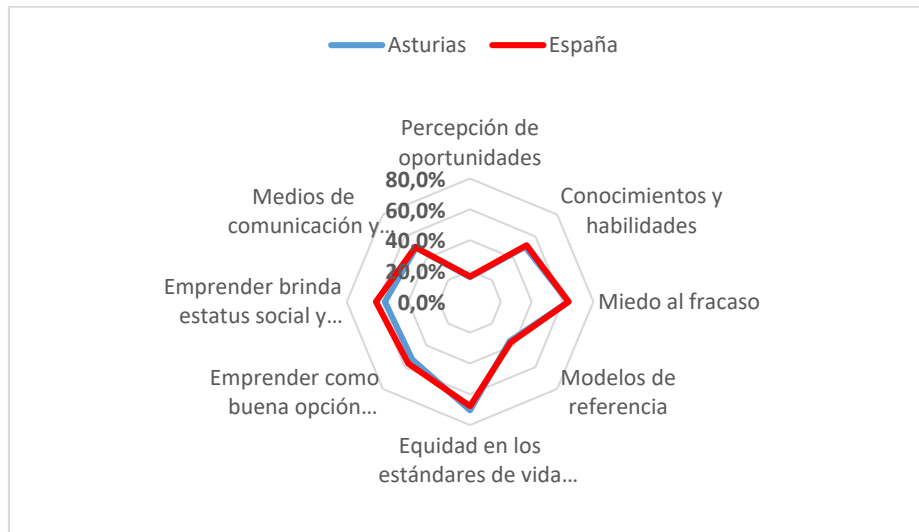 Asturias España
Percepción de
oportunidades
Conocimientos y
habilidades
Miedo al fracaso
Modelos de
referencia
Equidad en los
estándares de vida...
Emprender como
buena opción...
Emprender brinda
estatus social y...
Medios de
comunicación y...
80,0%
60,0%
40,0%
20,0%
0,0%